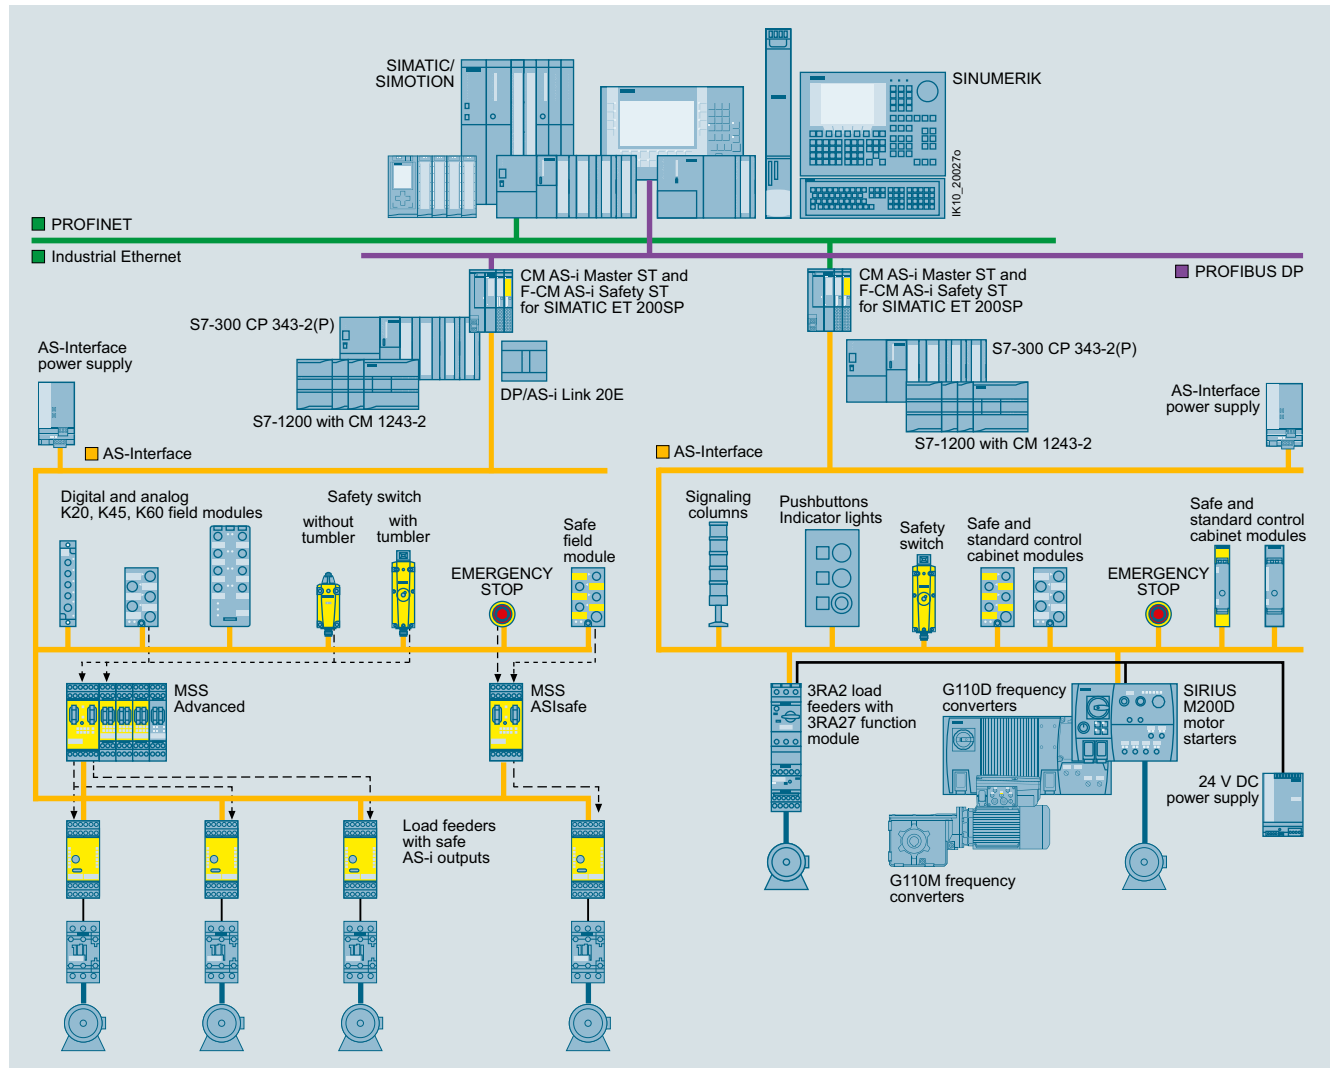 SIMATIC/
SIMOTION
SINUMERIK
IK10_20027o
PROFINET
Industrial Ethernet
PROFIBUS DP
CM AS-i Master ST and
F-CM AS-i Safety ST
for SIMATIC ET 200SP
CM AS-i Master ST and
F-CM AS-i Safety ST
for SIMATIC ET 200SP
S7-300 CP 343-2(P)
S7-300 CP 343-2(P)
AS-Interface
power supply
DP/AS-i Link 20E
AS-Interface
power supply
S7-1200 with CM 1243-2
S7-1200 with CM 1243-2
AS-Interface
AS-Interface
Digital and analog
K20, K45, K60 field modules
Safety switch
without
tumbler
with
tumbler
Safe
field
module
EMERGENCY
STOP
Signaling
columns
Pushbuttons
Indicator lights
Safety
switch
Safe and
standard control
cabinet modules
EMERGENCY
STOP
Safe and
standard control
cabinet modules
MSS
Advanced
MSS
ASIsafe
3RA2 load
feeders with
3RA27 function
module
G110D frequency
converters
SIRIUS
M200D
motor
starters
24 V DC
power supply
Load feeders
with safe
AS-i outputs
G110M frequency
converters